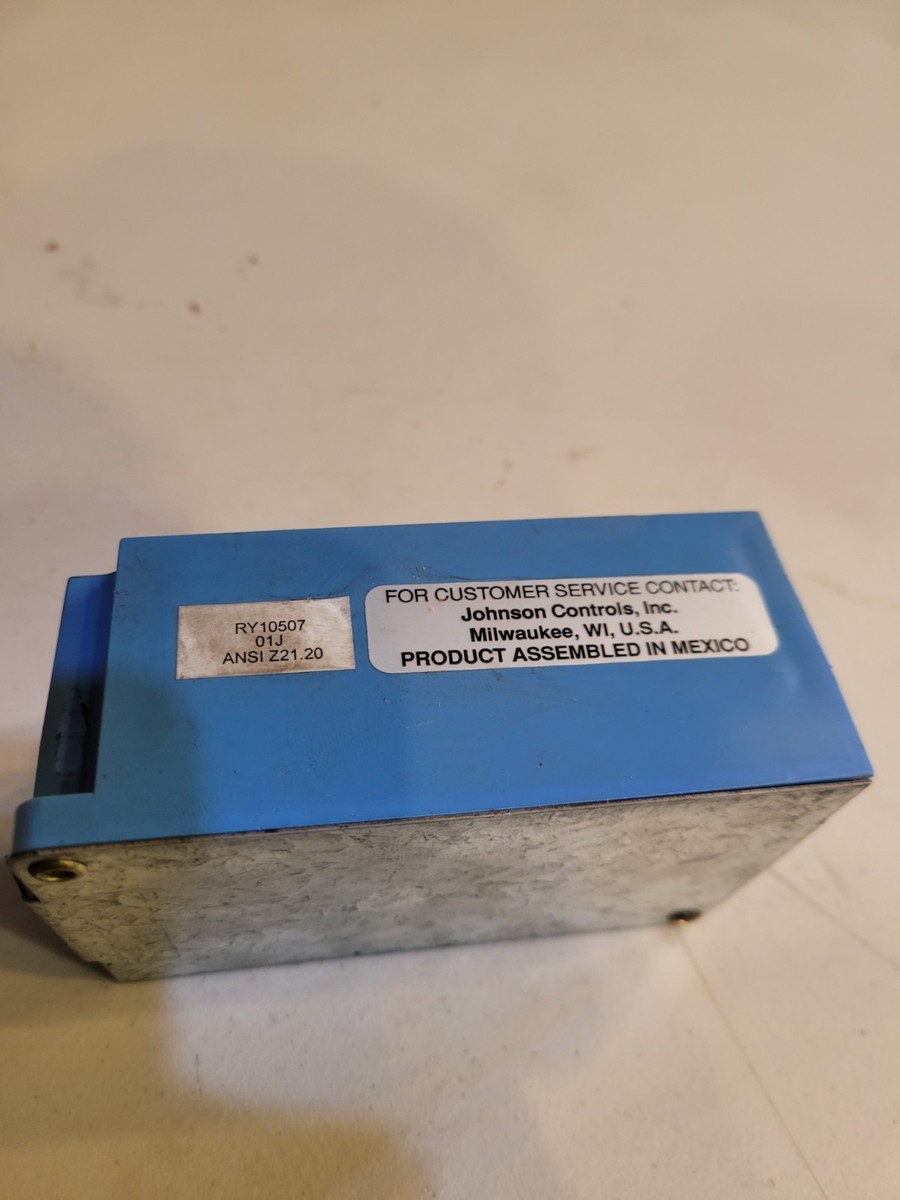 RY10507
01J
ANSI Z21.20
FOR CUSTOMER SERVICE CONTACT:
Johnson Controls, Inc.
Milwaukee, WI, U.S.A.
PRODUCT ASSEMBLED IN MEXICO